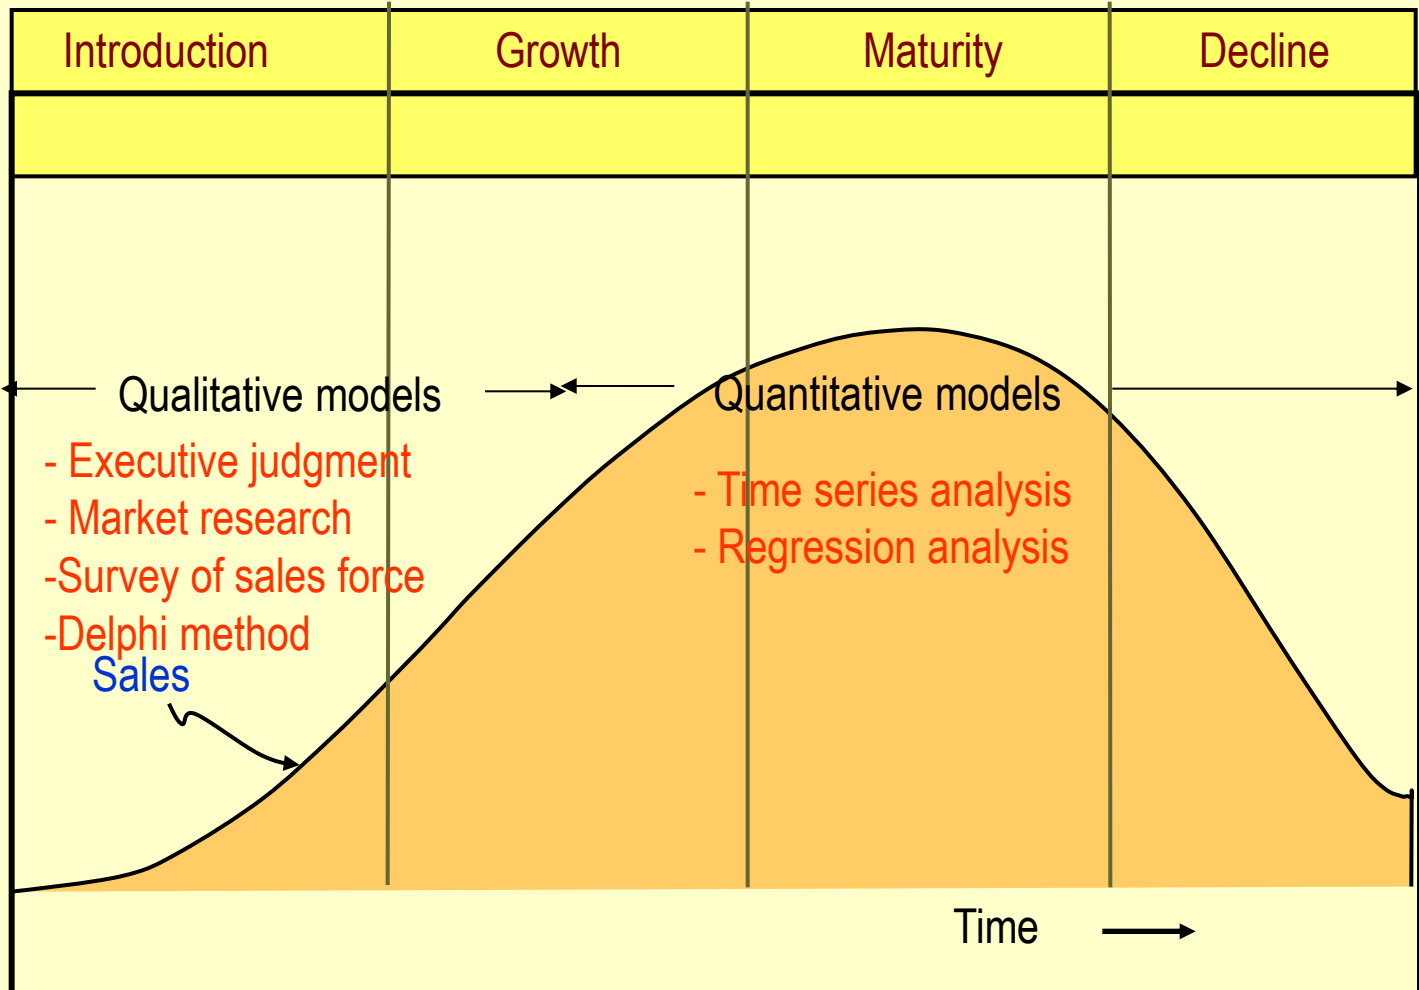 Introduction
Growth
Maturity
Decline
Qualitative models
- Executive judgment
- Market research
-Survey of sales force
-Delphi method
Quantitative models
- Time series analysis
- Regression analysis
Sales
Time